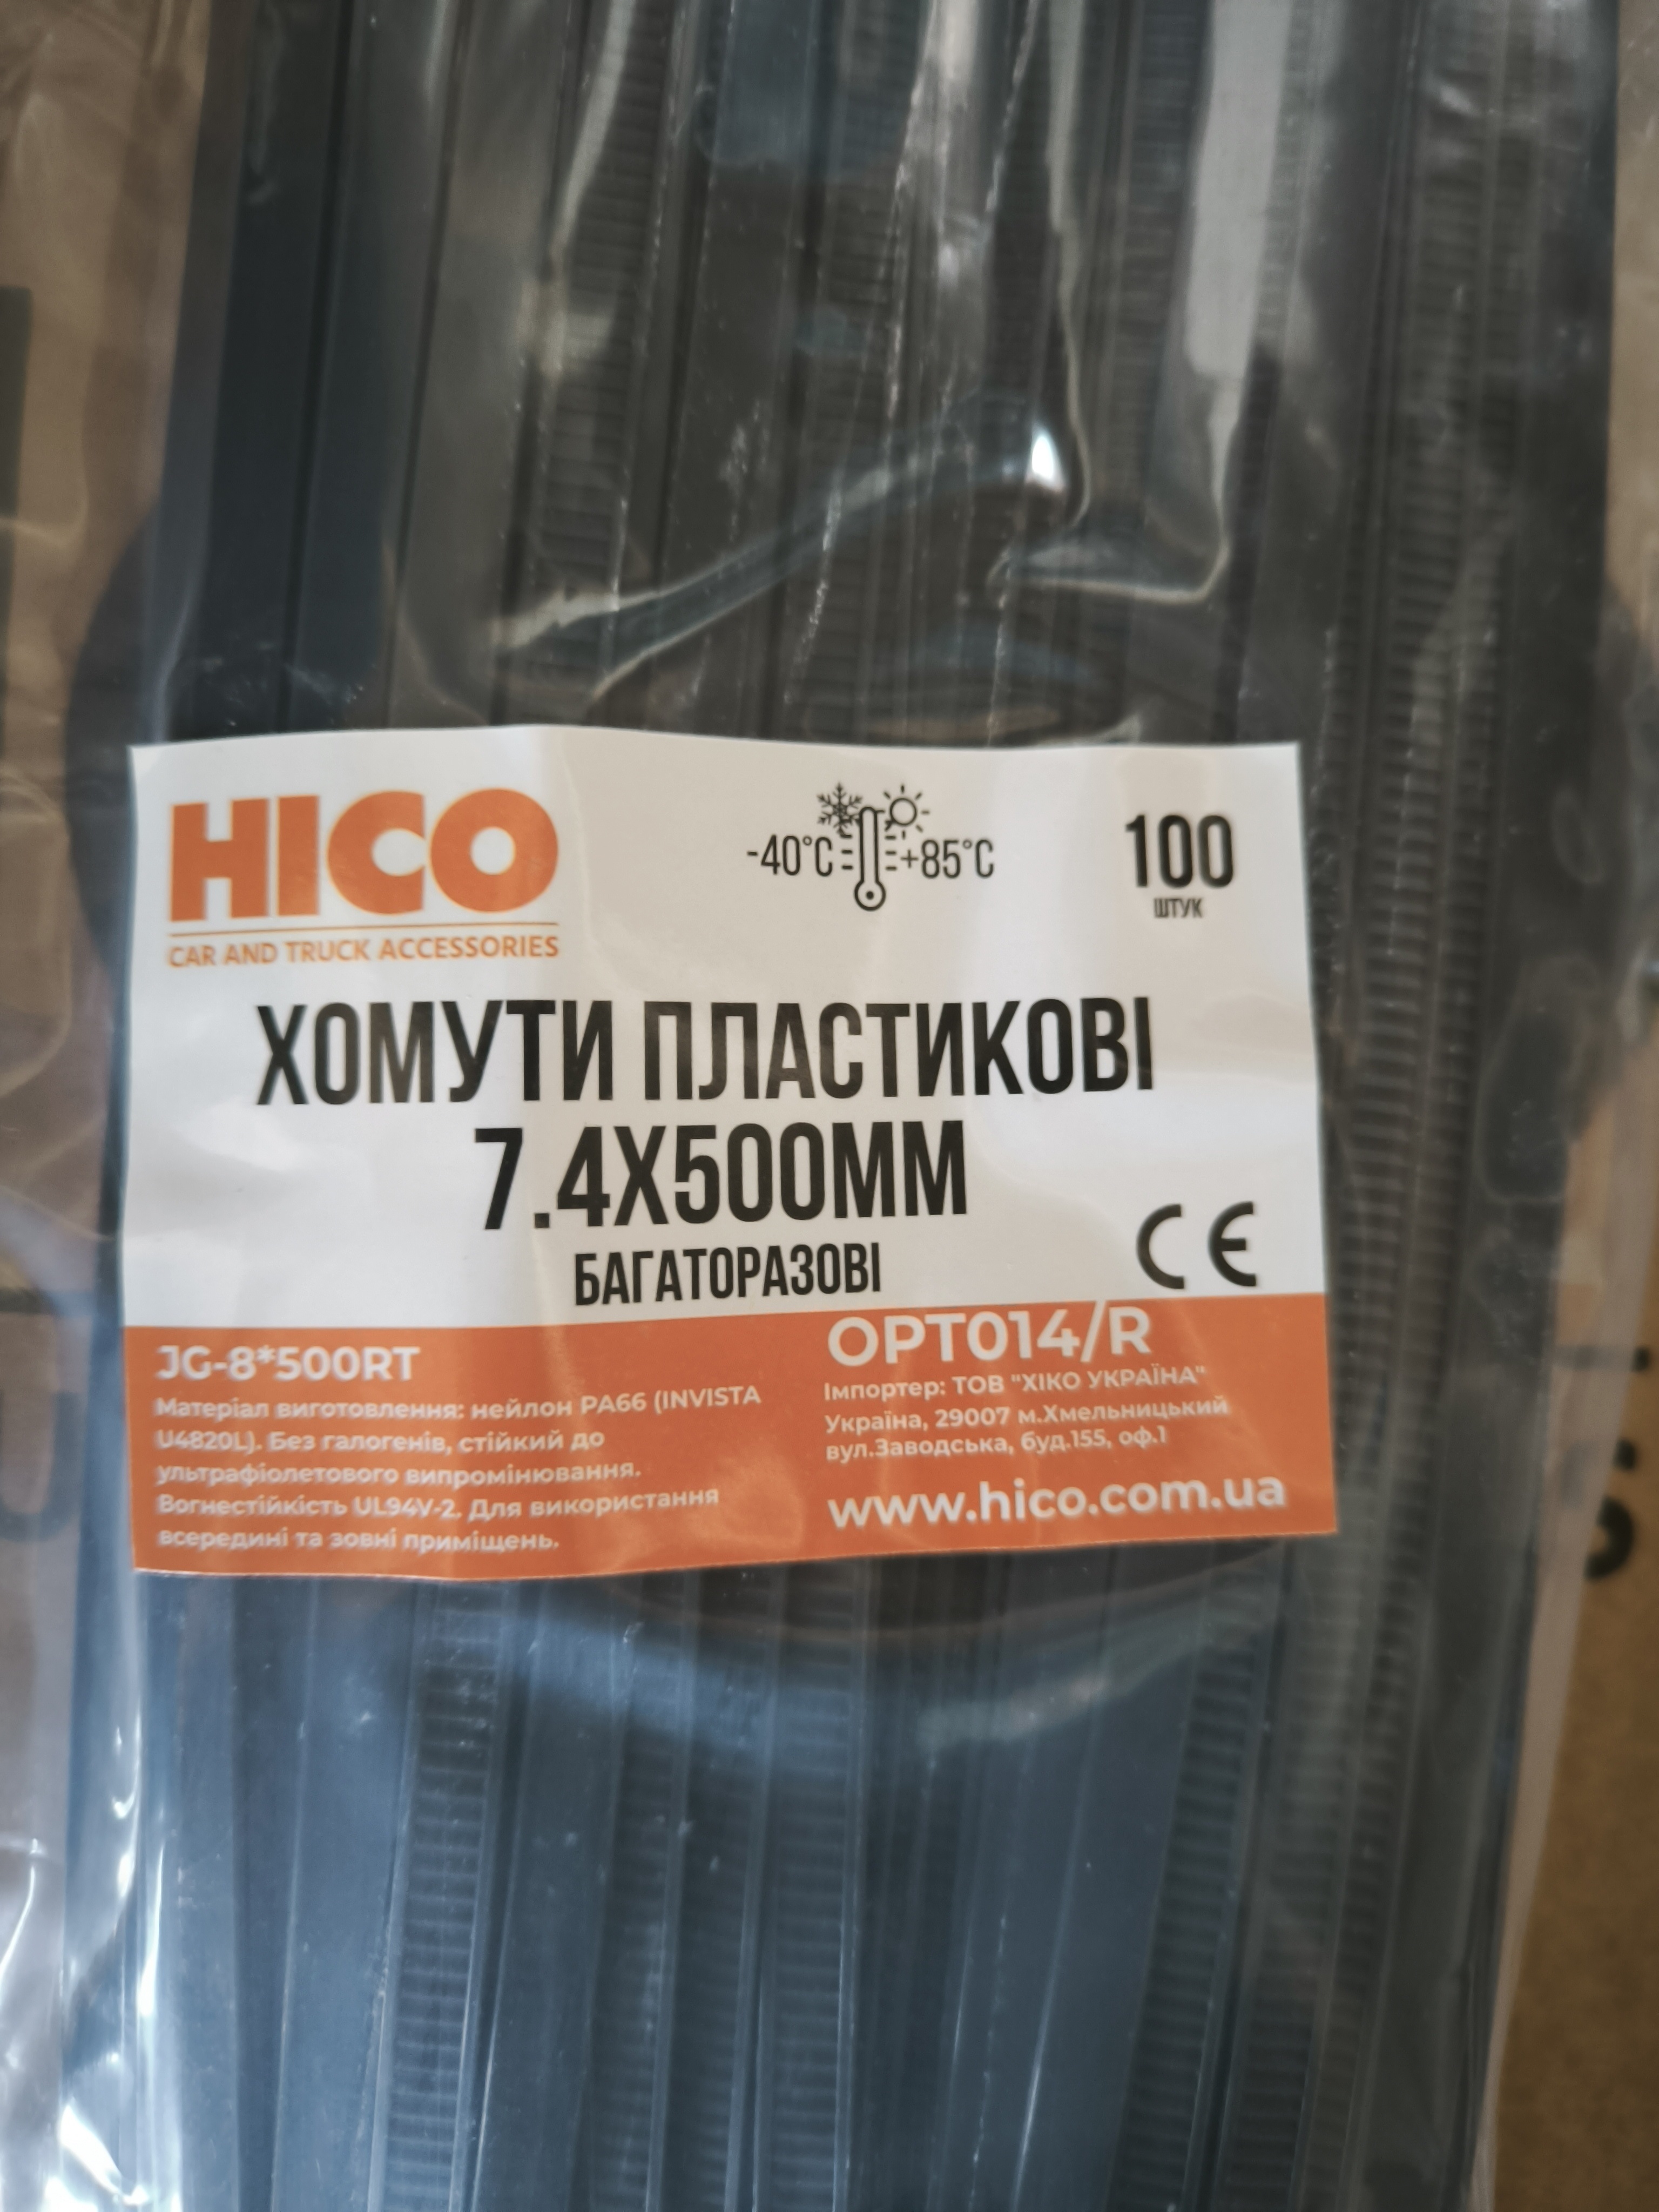 HICO
CAR AND TRUCK ACCESSORIES
-40°C +85°C
100
ШТУК
ХОМУТИ ПЛАСТИКОВІ
7.4X500ММ
БАГАТОРАЗОВІ
CE
JG-8*500RT
Матеріал виготовлення: нейлон PA66 (INVISTA
U4820L). Без галогенів, стійкий до
ультрафіолетового випромінювання.
Вогнестійкість UL94V-2. Для використання
всередині та зовні приміщень.
OPT014/R
Імпортер: ТОВ "ХІКО УКРАЇНА"
Україна, 29007 м.Хмельницький
вул.Заводська, буд.155, оф.1
www.hico.com.ua